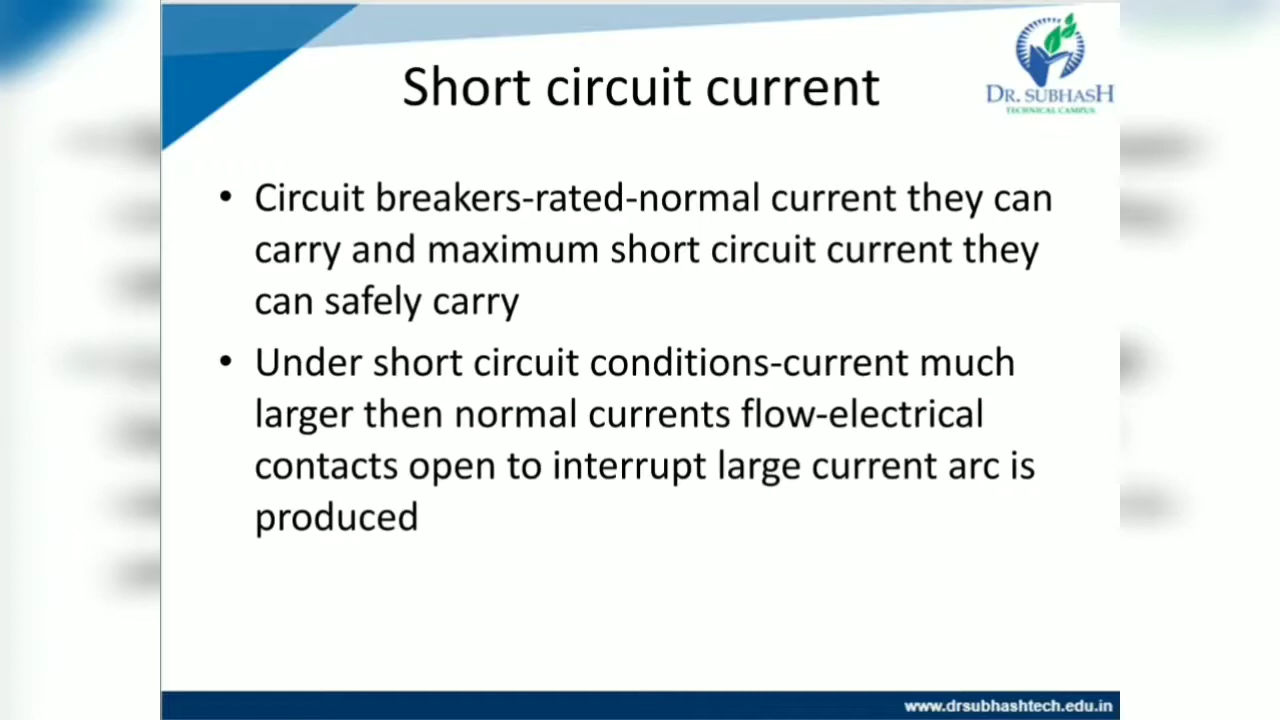 Short circuit current
DR. SUBHASH
TECHNICAL CAMPUS
• Circuit breakers-rated-normal current they can
carry and maximum short circuit current they
can safely carry
• Under short circuit conditions-current much
larger then normal currents flow-electrical
contacts open to interrupt large current arc is
produced
www.drsubhashtech.edu.in